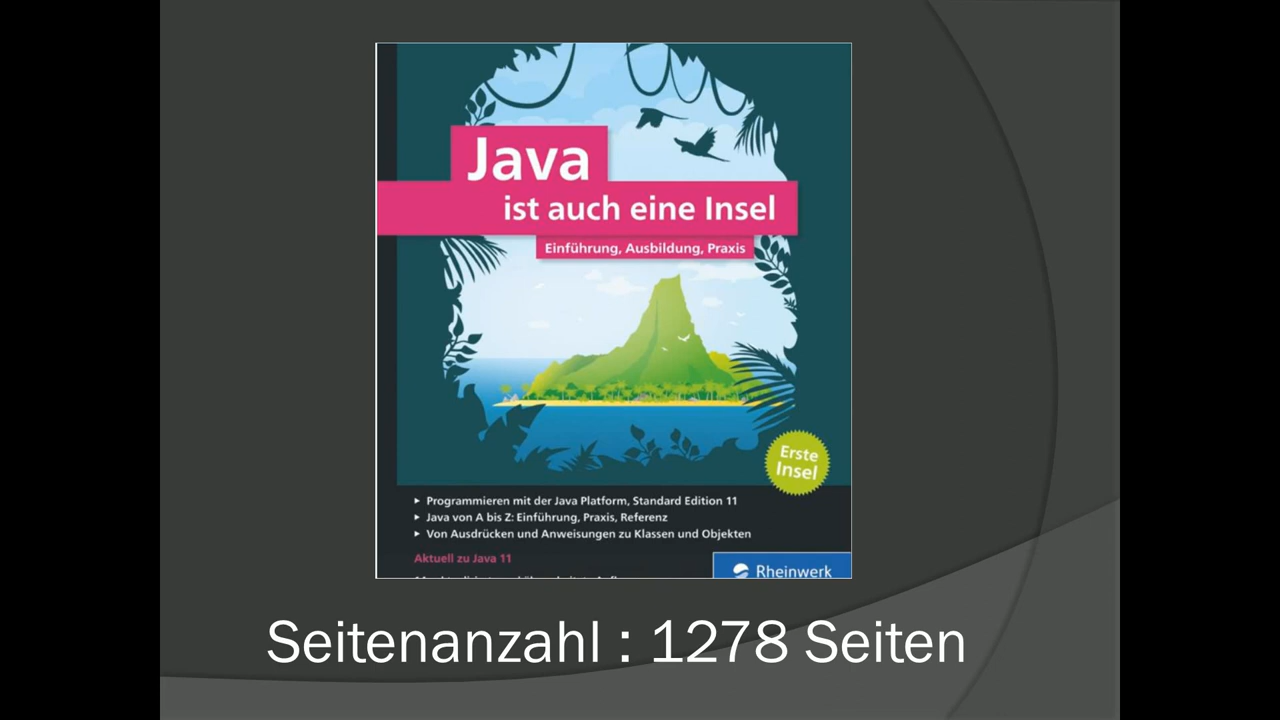 Java
ist auch eine Insel
Einführung, Ausbildung, Praxis
Erste
Insel
▸ Programmieren mit der Java Platform, Standard Edition 11
▸ Java von A bis Z: Einführung, Praxis, Referenz
▸ Von Ausdrücken und Anweisungen zu Klassen und Objekten
Aktuell zu Java 11
Rheinwerk
Seitenanzahl : 1278 Seiten